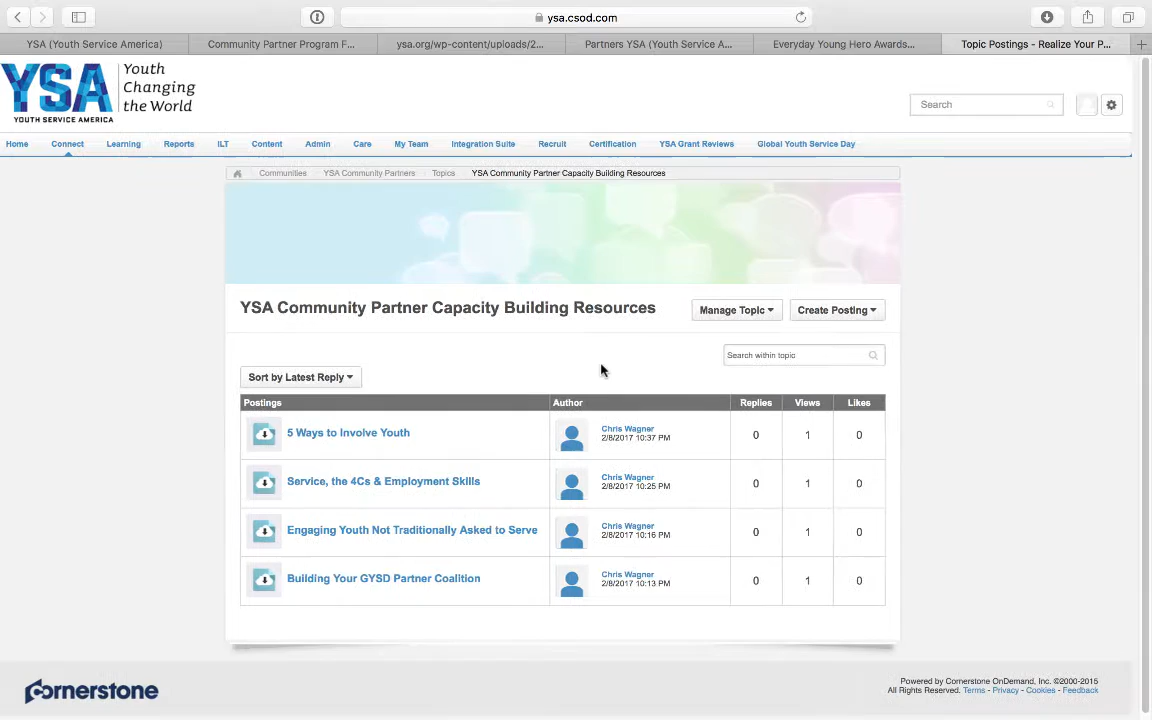 ysa.csod.com
YSA (Youth Service America)
Community Partner Program F...
ysa.org/wp-content/uploads/2...
Partners YSA (Youth Service A...
Everyday Young Hero Awards...
Topic Postings - Realize Your P...
YSA
YOUTH SERVICE AMERICA
Youth
Changing
the World
Search
Home
Connect
Learning
Reports
ILT
Content
Admin
Care
My Team
Integration Suite
Recruit
Certification
YSA Grant Reviews
Global Youth Service Day
Communities
YSA Community Partners
Topics
YSA Community Partner Capacity Building Resources
YSA Community Partner Capacity Building Resources
Manage Topic
Create Posting
Search within topic
Sort by Latest Reply
Postings Author Replies Views Likes
5 Ways to Involve Youth
Chris Wagner
2/8/2017 10:37 PM
0 1 0
Service, the 4Cs & Employment Skills
Chris Wagner
2/8/2017 10:25 PM
0 1 0
Engaging Youth Not Traditionally Asked to Serve
Chris Wagner
2/8/2017 10:16 PM
0 1 0
Building Your GYSD Partner Coalition
Chris Wagner
2/8/2017 10:13 PM
0 1 0
cornerstone
Powered by Cornerstone OnDemand, Inc. ©2000-2015
All Rights Reserved. Terms - Privacy - Cookies - Feedback